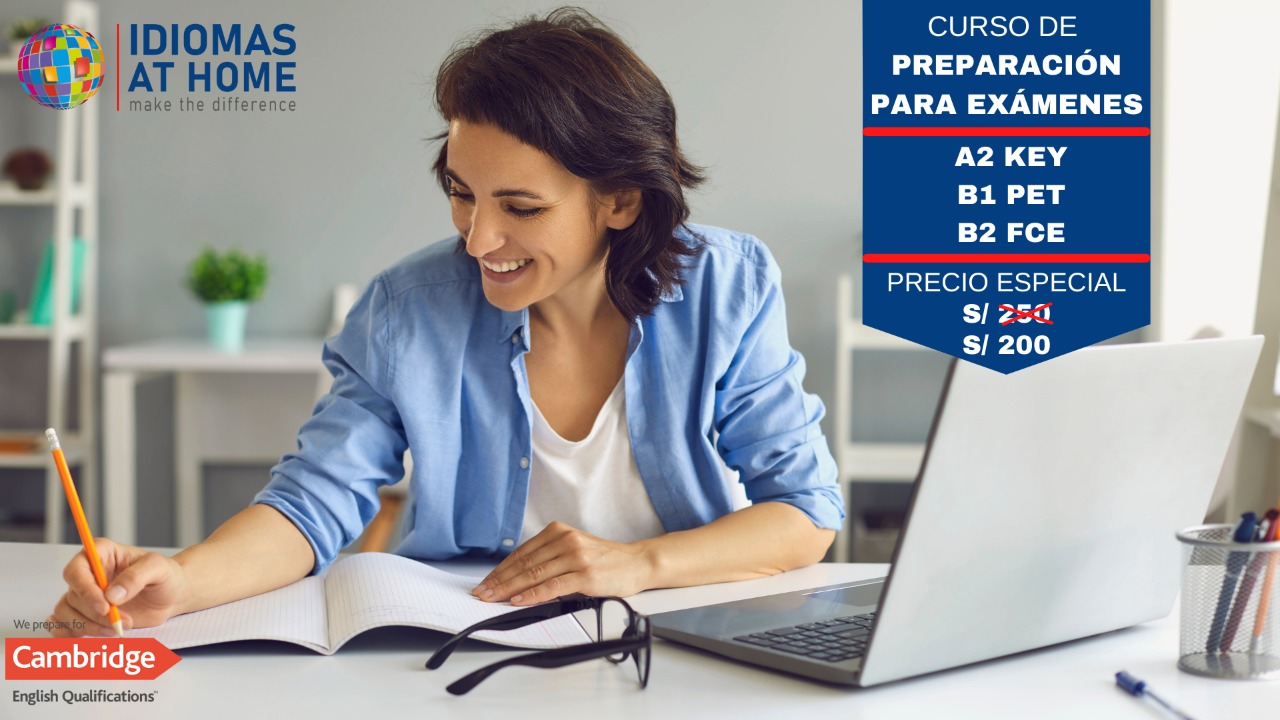 IDIOMAS
AT HOME
make the difference
CURSO DE
PREPARACIÓN
PARA EXÁMENES
A2 KEY
B1 PET
B2 FCE
PRECIO ESPECIAL
S/ 250
S/ 200
We prepare for
Cambridge
English Qualifications™